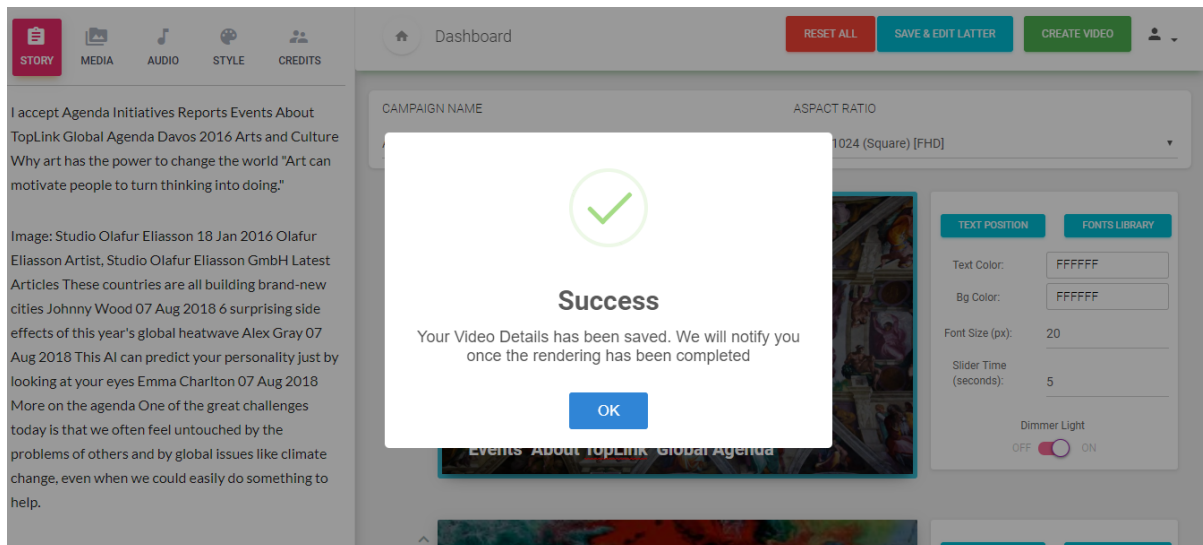 STORY
MEDIA
AUDIO
STYLE
CREDITS
Dashboard
RESET ALL
SAVE & EDIT LATTER
CREATE VIDEO
I accept Agenda Initiatives Reports Events About
TopLink Global Agenda Davos 2016 Arts and Culture
Why art has the power to change the world "Art can
motivate people to turn thinking into doing."
Image: Studio Olafur Eliasson 18 Jan 2016 Olafur
Eliasson Artist, Studio Olafur Eliasson GmbH Latest
Articles These countries are all building brand-new
cities Johnny Wood 07 Aug 2018 6 surprising side
effects of this year's global heatwave Alex Gray 07
Aug 2018 This AI can predict your personality just by
looking at your eyes Emma Charlton 07 Aug 2018
More on the agenda One of the great challenges
today is that we often feel untouched by the
problems of others and by global issues like climate
change, even when we could easily do something to
help.
CAMPAIGN NAME
ASPACT RATIO
1024 (Square) [FHD]
Success
Your Video Details has been saved. We will notify you
once the rendering has been completed
OK
Events About TopLink Global Agenda
TEXT POSITION
FONTS LIBRARY
Text Color:
FFFFFF
Bg Color:
FFFFFF
Font Size (px):
20
Slider Time
(seconds):
5
Dimmer Light
OFF
ON